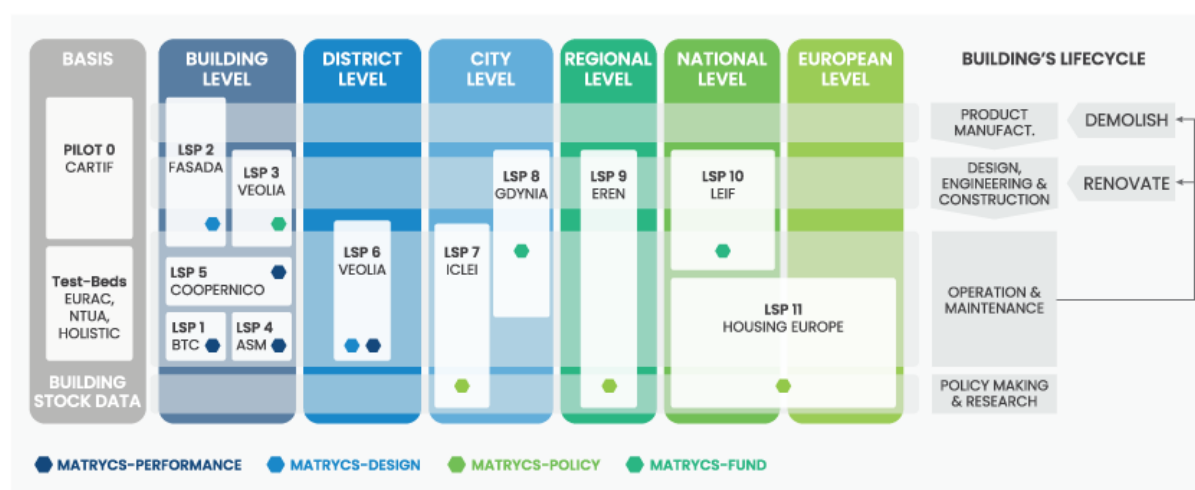 BASIS
BUILDING
LEVEL
DISTRICT
LEVEL
CITY
LEVEL
REGIONAL
LEVEL
NATIONAL
LEVEL
EUROPEAN
LEVEL
BUILDING'S LIFECYCLE
PILOT 0
CARTIF
Test-Beds
EURAC,
NTUA,
HOLISTIC
BUILDING
STOCK DATA
LSP 2
FASADA
LSP 3
VEOLIA
LSP 5
COOPERNICO
LSP 1
BTC
LSP 4
ASM
LSP 6
VEOLIA
LSP 7
ICLEI
LSP 8
GDYNIA
LSP 9
EREN
LSP 10
LEIF
LSP 11
HOUSING EUROPE
PRODUCT
MANUFACT.
DEMOLISH
DESIGN,
ENGINEERING &
CONSTRUCTION
RENOVATE
OPERATION &
MAINTENANCE
POLICY MAKING
& RESEARCH
MATRYCS-PERFORMANCE
MATRYCS-DESIGN
MATRYCS-POLICY
MATRYCS-FUND